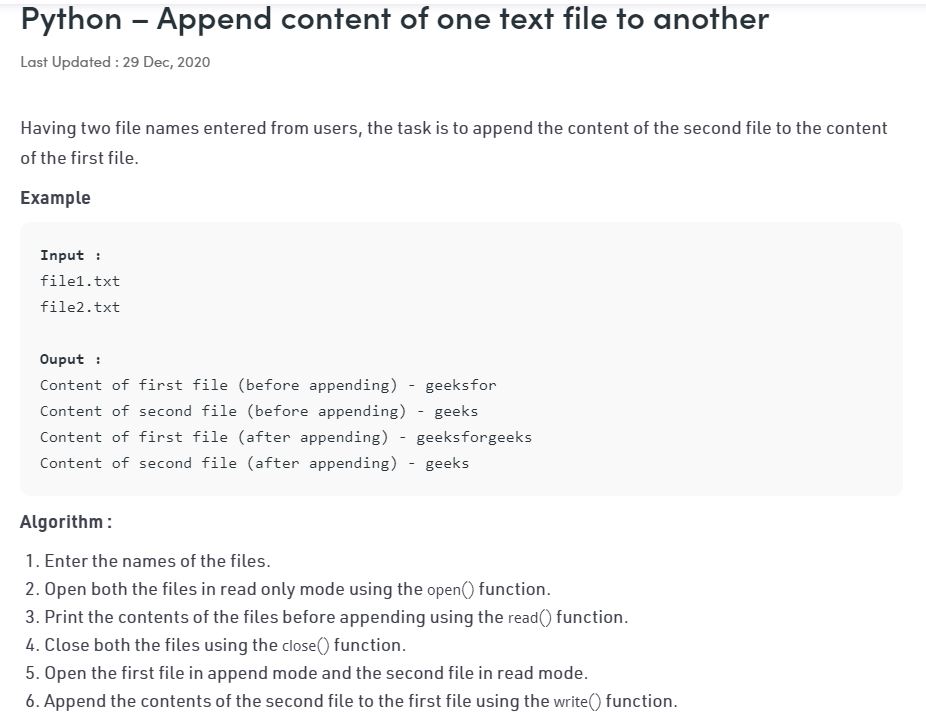 Python – Append content of one text file to another
Last Updated : 29 Dec, 2020
Having two file names entered from users, the task is to append the content of the second file to the content
of the first file.
Example
Input :
file1.txt
file2.txt
Ouput :
Content of first file (before appending) - geeksfor
Content of second file (before appending) - geeks
Content of first file (after appending) - geeksforgeeks
Content of second file (after appending) - geeks
Algorithm :
1. Enter the names of the files.
2. Open both the files in read only mode using the open() function.
3. Print the contents of the files before appending using the read() function.
4. Close both the files using the close() function.
5. Open the first file in append mode and the second file in read mode.
6. Append the contents of the second file to the first file using the write() function.